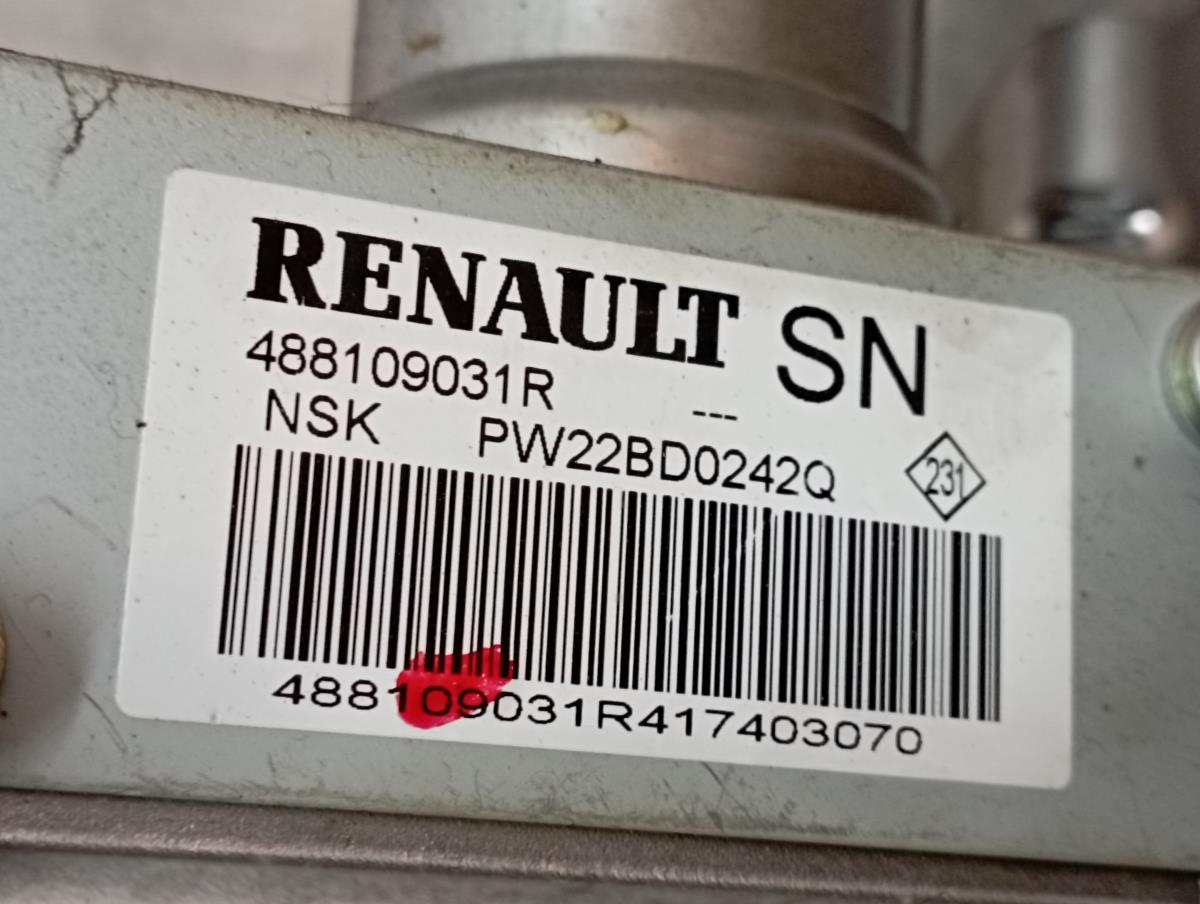 RENAULT SN
488109031R ---
NSK PW22BD0242Q 231
488109031R417403070